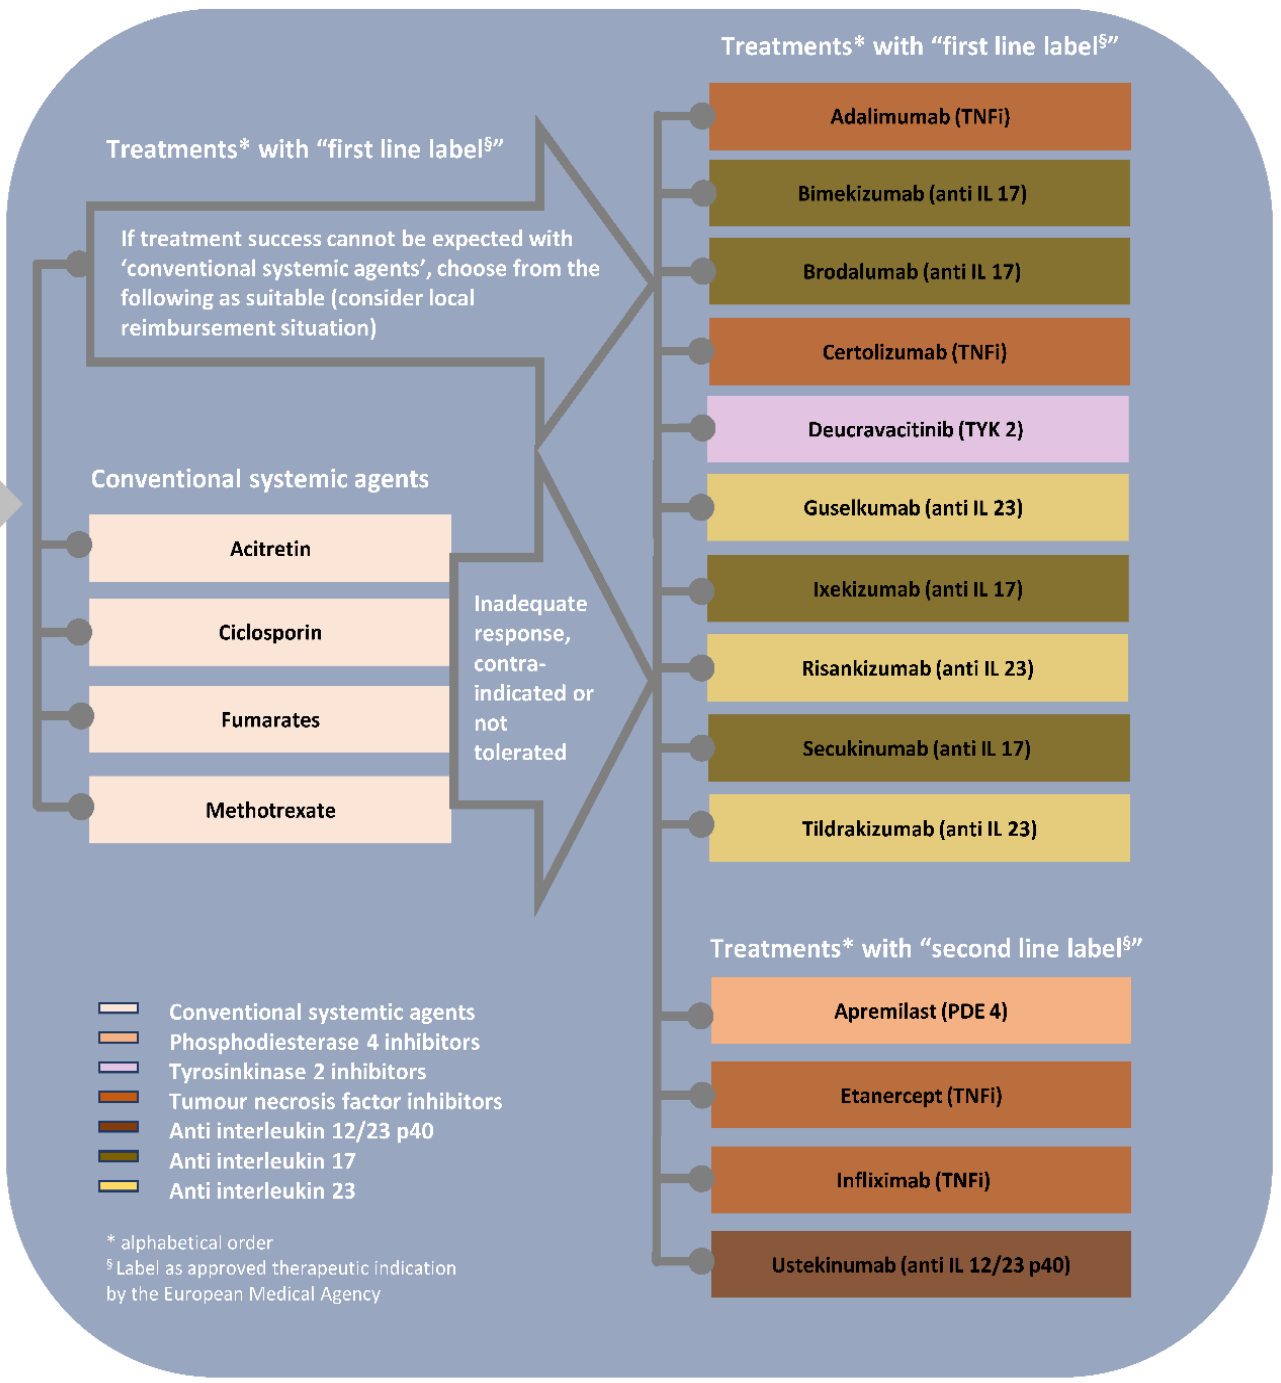 Treatments* with “first line label§”
If treatment success cannot be expected with
‘conventional systemic agents’, choose from the
following as suitable (consider local
reimbursement situation)
Conventional systemic agents
Acitretin
Ciclosporin
Fumarates
Methotrexate
Inadequate
response,
contra-
indicated or
not
tolerated
Treatments* with “first line label§”
Adalimumab (TNFi)
Bimekizumab (anti IL 17)
Brodalumab (anti IL 17)
Certolizumab (TNFi)
Deucravacitinib (TYK 2)
Guselkumab (anti IL 23)
Ixekizumab (anti IL 17)
Risankizumab (anti IL 23)
Secukinumab (anti IL 17)
Tildrakizumab (anti IL 23)
Treatments* with “second line label§”
Apremilast (PDE 4)
Etanercept (TNFi)
Infliximab (TNFi)
Ustekinumab (anti IL 12/23 p40)
Conventional systemtic agents
Phosphodiesterase 4 inhibitors
Tyrosinkinase 2 inhibitors
Tumour necrosis factor inhibitors
Anti interleukin 12/23 p40
Anti interleukin 17
Anti interleukin 23
* alphabetical order
§ Label as approved therapeutic indication
by the European Medical Agency